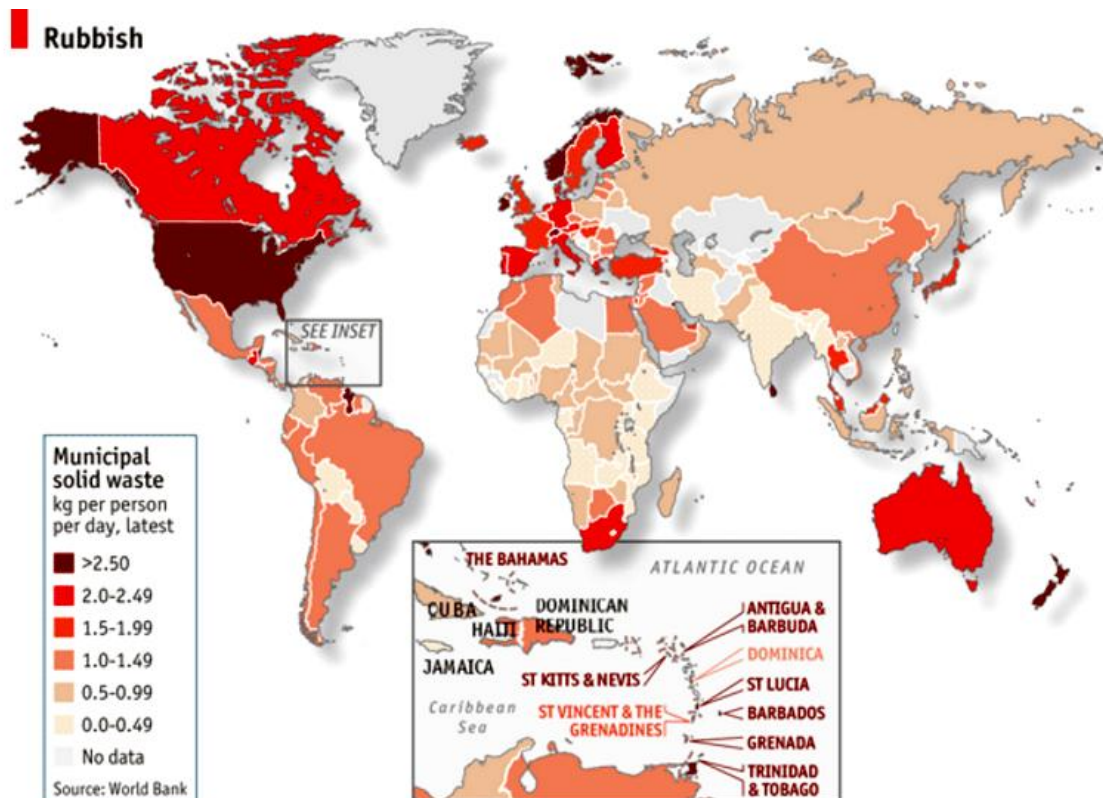 Rubbish
SEE INSET
Municipal
solid waste
kg per person
per day, latest
>2.50
2.0-2.49
1.5-1.99
1.0-1.49
0.5-0.99
0.0-0.49
No data
Source: World Bank
THE BAHAMAS
ATLANTIC OCEAN
CUBA
HAITI
DOMINICAN
REPUBLIC
JAMAICA
ANTIGUA &
BARBUDA
DOMINICA
ST KITTS & NEVIS
ST LUCIA
Caribbean
Sea
ST VINCENT & THE
GRENADINES
BARBADOS
GRENADA
TRINIDAD
& TOBAGO